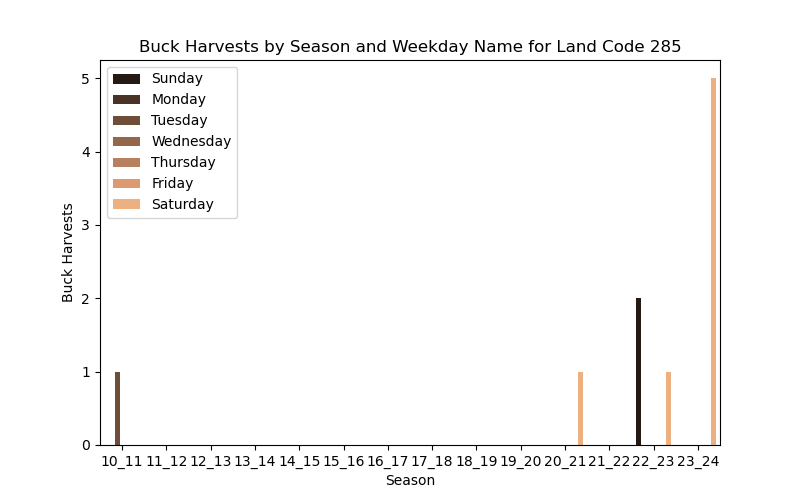 Buck Harvests by Season and Weekday Name for Land Code 285
Sunday
Monday
Tuesday
Wednesday
Thursday
Friday
Saturday
5
4
3
2
1
0
Buck Harvests
10_11 11_12 12_13 13_14 14_15 15_16 16_17 17_18 18_19 19_20 20_21 21_22 22_23 23_24
Season